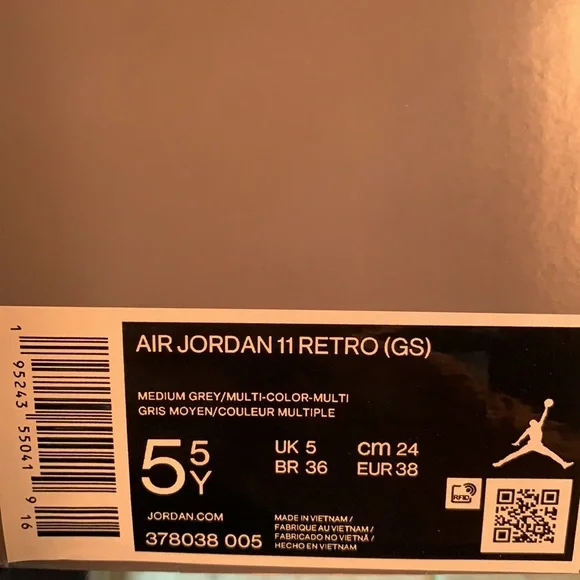 AIR JORDAN 11 RETRO (GS)
MEDIUM GREY/MULTI-COLOR-MULTI
GRIS MOYEN/COULEUR MULTIPLE
5 5Y
UK 5 cm 24
BR 36 EUR 38
JORDAN.COM
378038 005
MADE IN VIETNAM /
FABRIQUE AU VIETNAM /
FABRICADO NO VIETNÃ /
HECHO EN VIETNAM
RFID
1 95243 55041 9 16